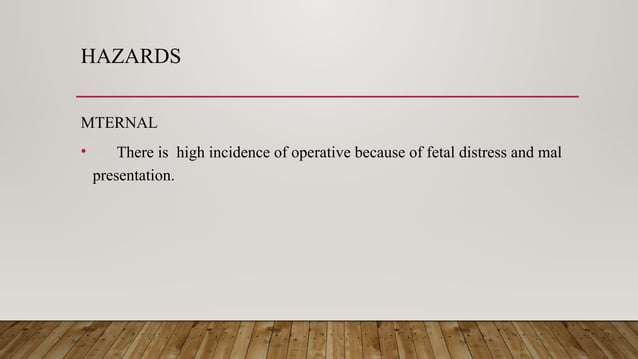 HAZARDS
MTERNAL
• There is high incidence of operative because of fetal distress and mal
presentation.